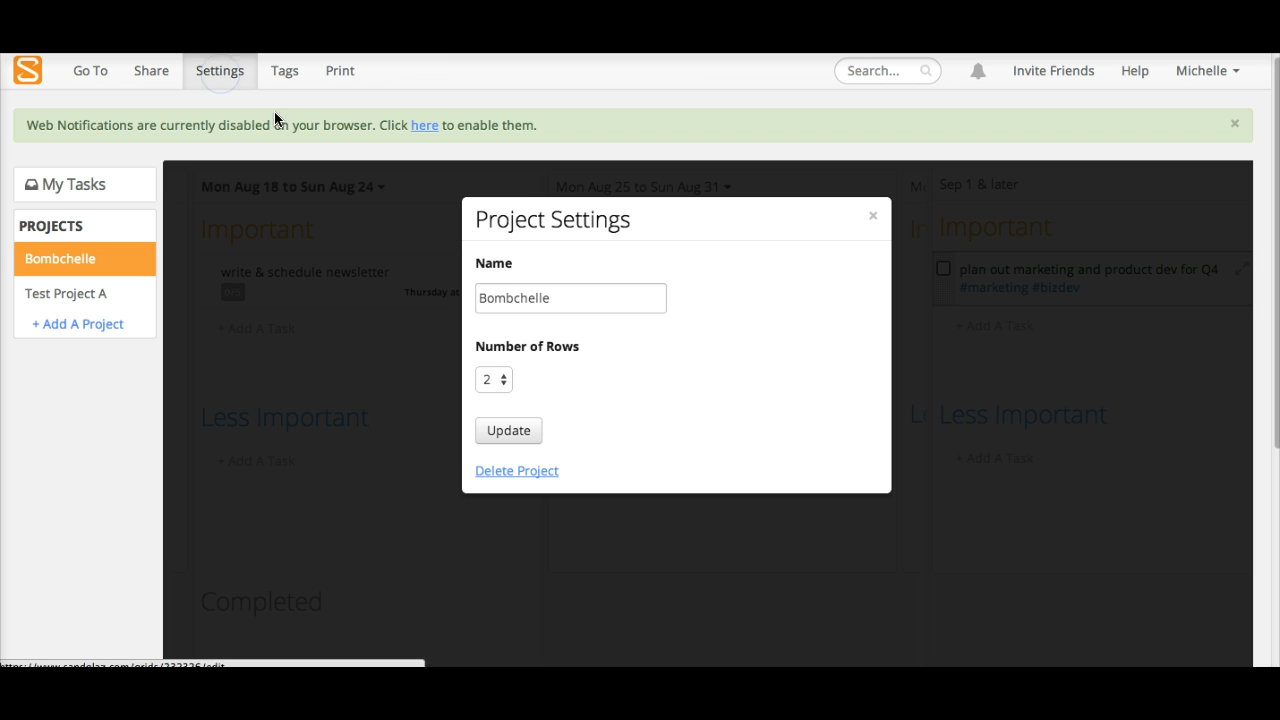 S
Go To Share Settings Tags Print
Search... Invite Friends Help Michelle
Web Notifications are currently disabled on your browser. Click here to enable them.
×
My Tasks
PROJECTS
Bombchelle
Test Project A
+ Add A Project
Mon Aug 18 to Sun Aug 24
Important
write & schedule newsletter
Thursday at
+ Add A Task
Less Important
+ Add A Task
Completed
Mon Aug 25 to Sun Aug 31
Sep 1 & later
Important
plan out marketing and product dev for Q4
#marketing #bizdev
+ Add A Task
Less Important
+ Add A Task
Project Settings
×
Name
Bombchelle
Number of Rows
2
Update
Delete Project